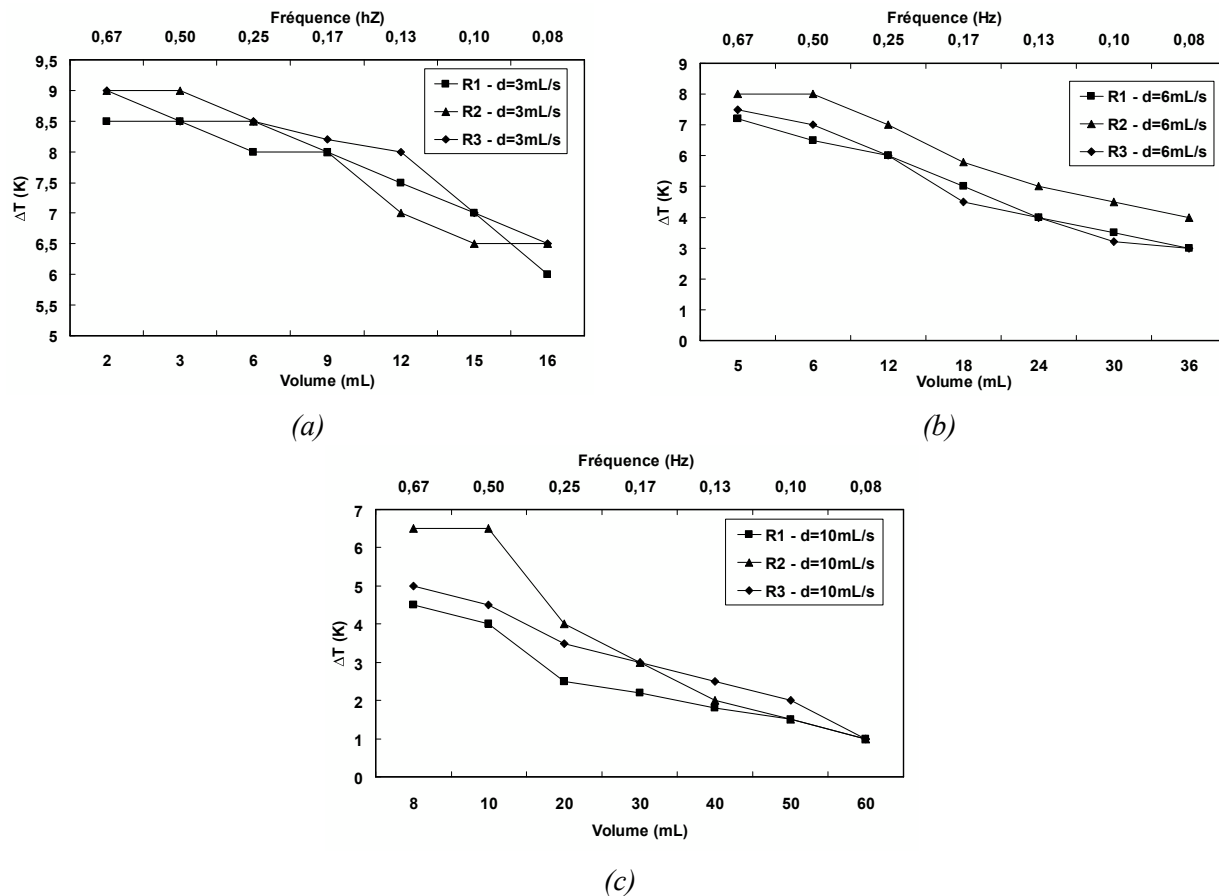 Fréquence (hZ)
0,67 0,50 0,25 0,17 0,13 0,10 0,08
9,5
9
8,5
8
7,5
7
6,5
6
5,5
5
ΔT (K)
R1 - d=3mL/s
R2 - d=3mL/s
R3 - d=3mL/s
2 3 6 9 12 15 16
Volume (mL)
(a)
Fréquence (Hz)
0,67 0,50 0,25 0,17 0,13 0,10 0,08
9
8
7
6
5
4
3
2
1
0
ΔT (K)
R1 - d=6mL/s
R2 - d=6mL/s
R3 - d=6mL/s
5 6 12 18 24 30 36
Volume (mL)
(b)
Fréquence (Hz)
0,67 0,50 0,25 0,17 0,13 0,10 0,08
7
6
5
4
3
2
1
0
ΔT (K)
R1 - d=10mL/s
R2 - d=10mL/s
R3 - d=10mL/s
8 10 20 30 40 50 60
Volume (mL)
(c)